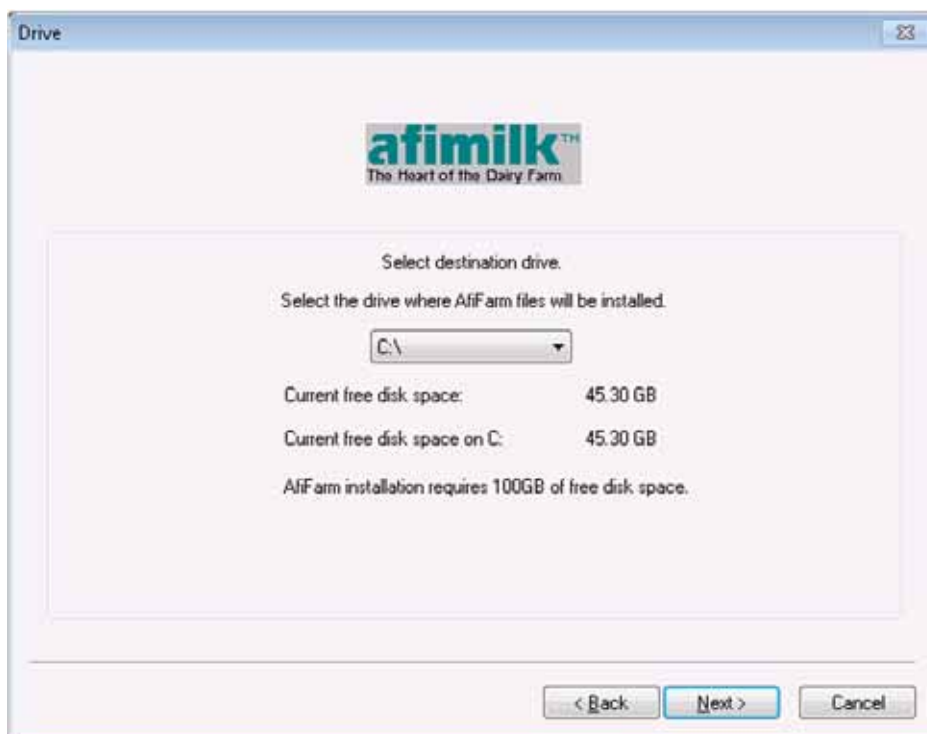 Drive
afimilk™
The Heart of the Dairy Farm
Select destination drive.
Select the drive where AfiFarm files will be installed.
C:\
Current free disk space: 45.30 GB
Current free disk space on C: 45.30 GB
AfiFarm installation requires 100GB of free disk space.
< Back Next > Cancel